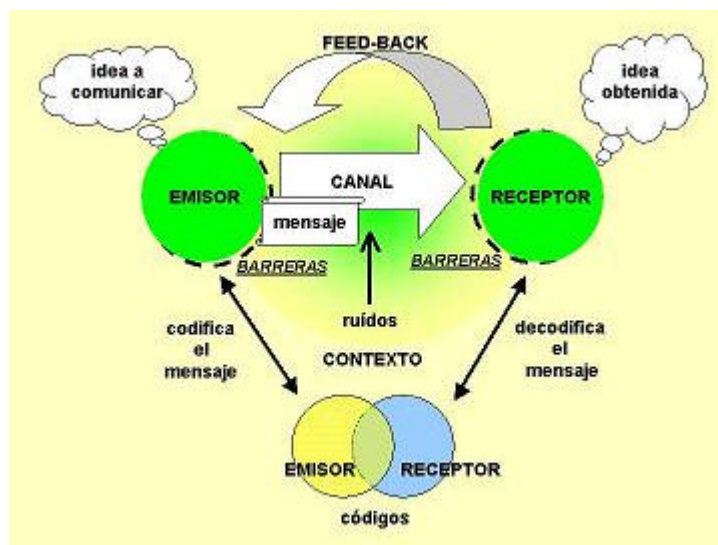 FEED-BACK
idea a
comunicar
idea
obtenida
EMISOR
CANAL
RECEPTOR
mensaje
BARRERAS
BARRERAS
ruídos
codifica
el
mensaje
decodifica
el
mensaje
CONTEXTO
EMISOR
RECEPTOR
códigos